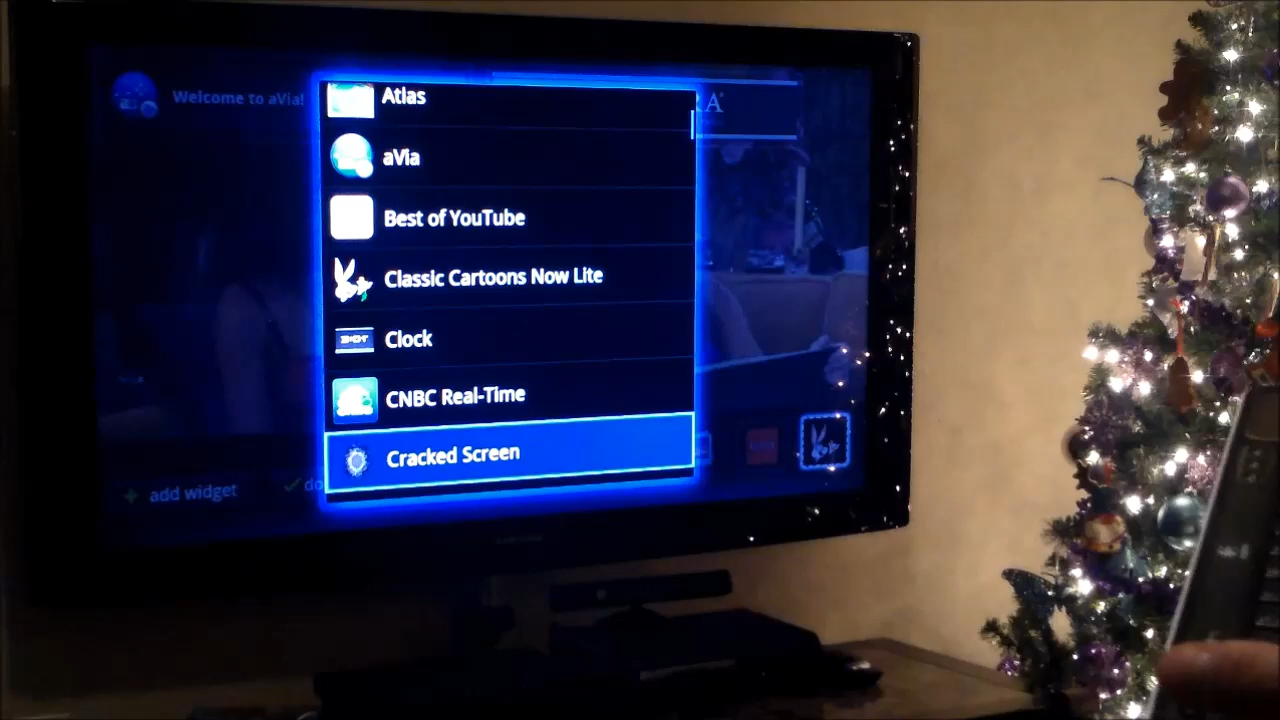 Welcome to aVia!
Atlas
aVia
Best of YouTube
Classic Cartoons Now Lite
Clock
CNBC Real-Time
Cracked Screen
add widget